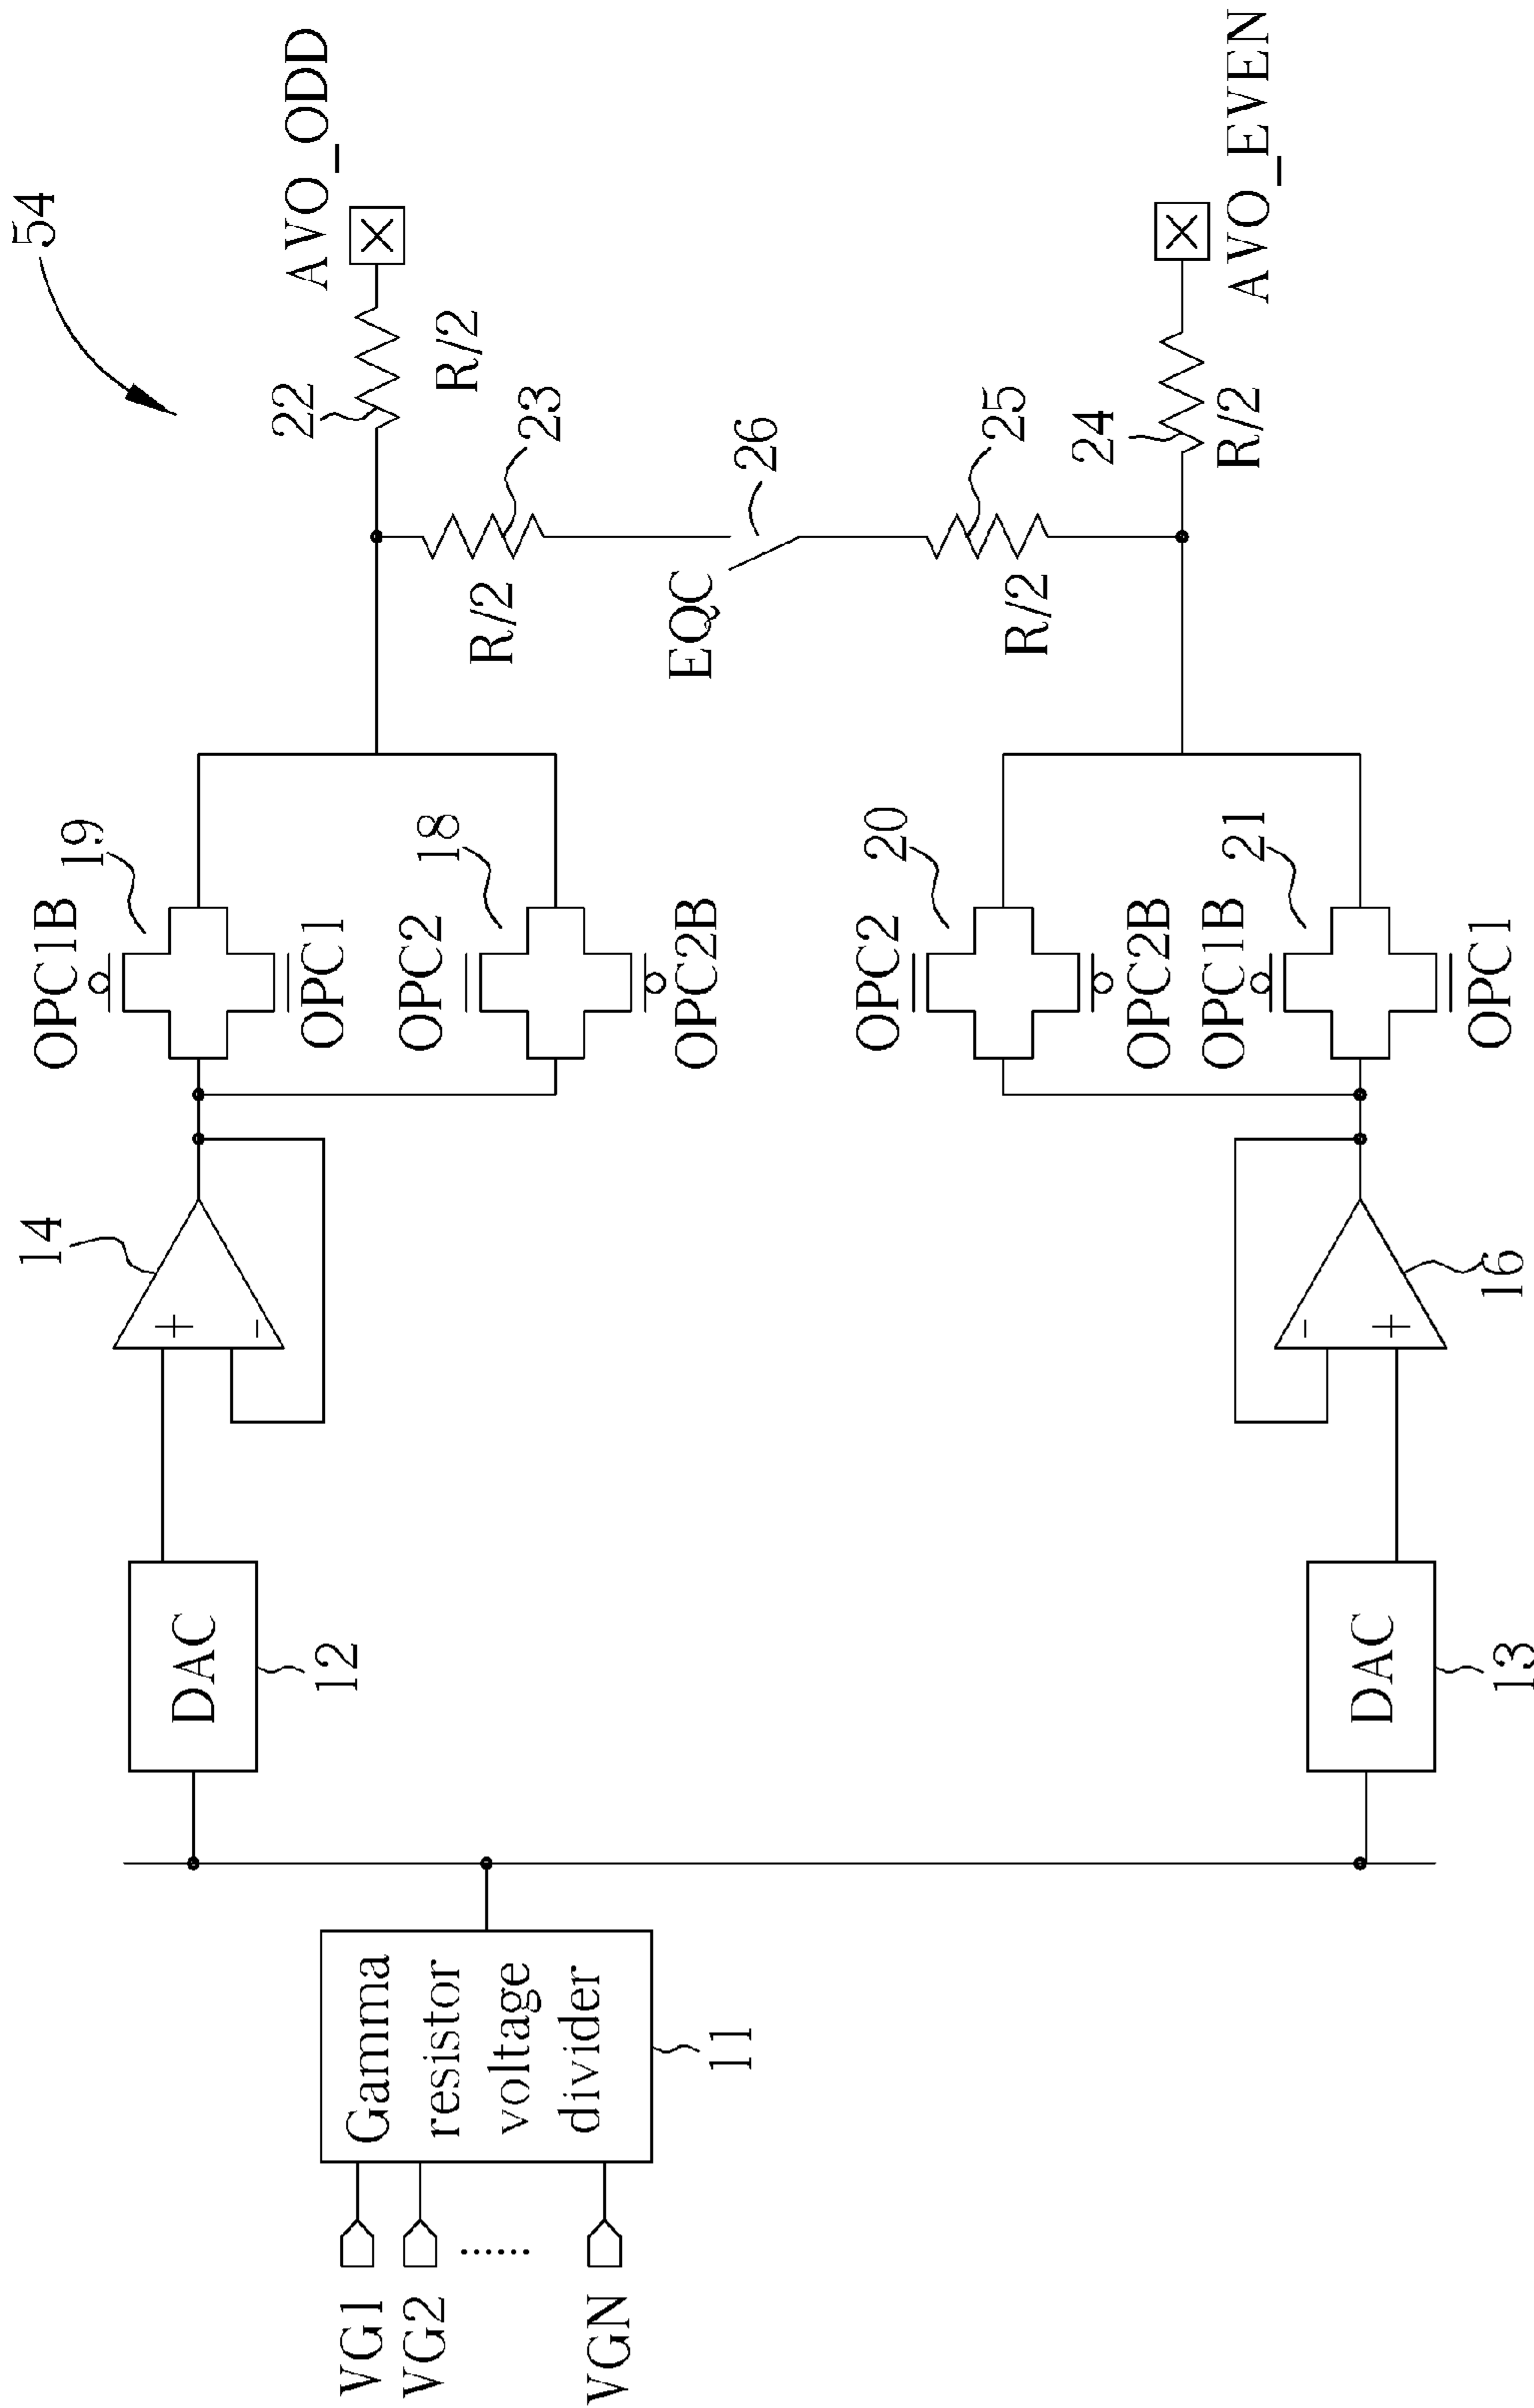 54
VG1
VG2
......
VGN
Gamma
resistor
voltage
divider
11
DAC
12
DAC
13
14
+
-
16
-
+
OPC1B
19
OPC1
OPC2
18
OPC2B
OPC2
20
OPC2B
OPC1B
21
OPC1
22
R/2
AVO_ODD
23
R/2
EQC
26
25
R/2
24
R/2
AVO_EVEN